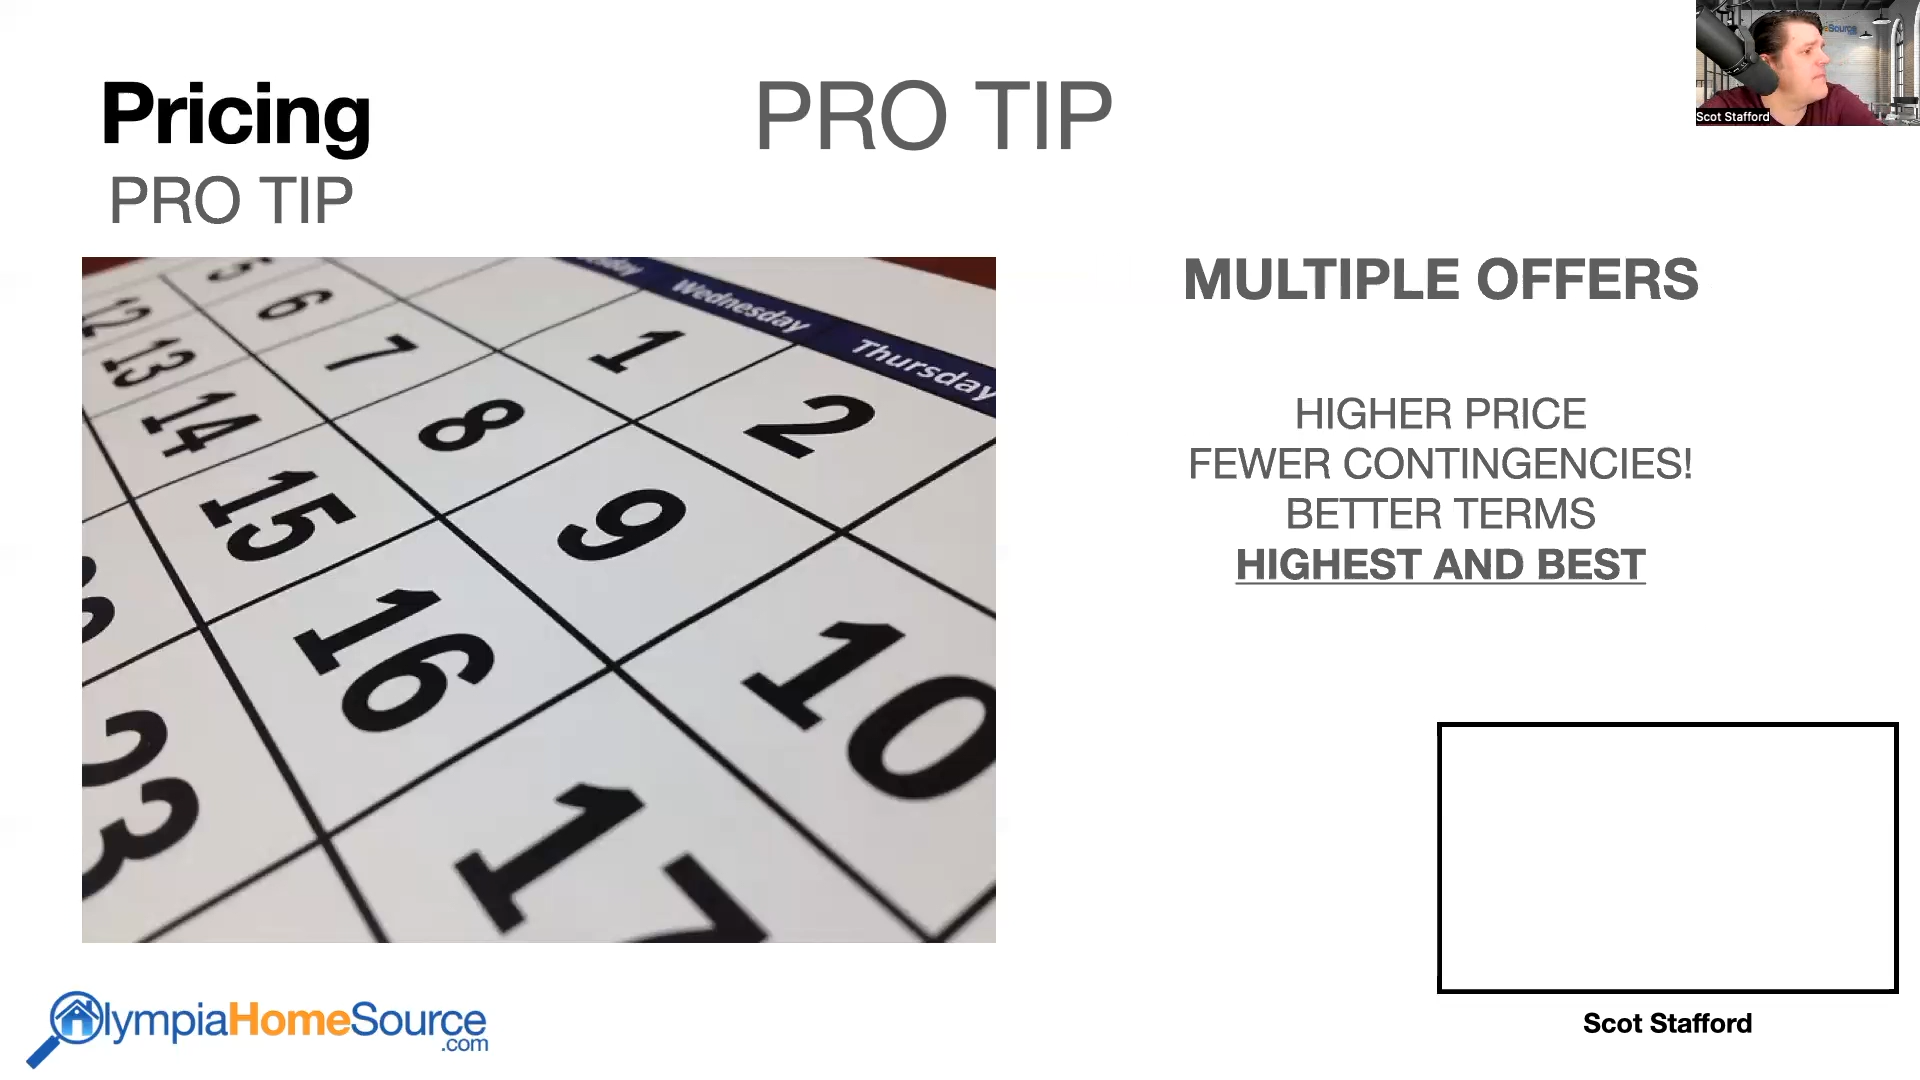 Pricing
PRO TIP
PRO TIP
Source
Scot Stafford
MULTIPLE OFFERS
HIGHER PRICE
FEWER CONTINGENCIES!
BETTER TERMS
HIGHEST AND BEST
Wednesday
Thursday
5
6
7
1
2
12
13
14
8
9
15
16
10
23
17
OlympiaHomeSource
.com
Scot Stafford